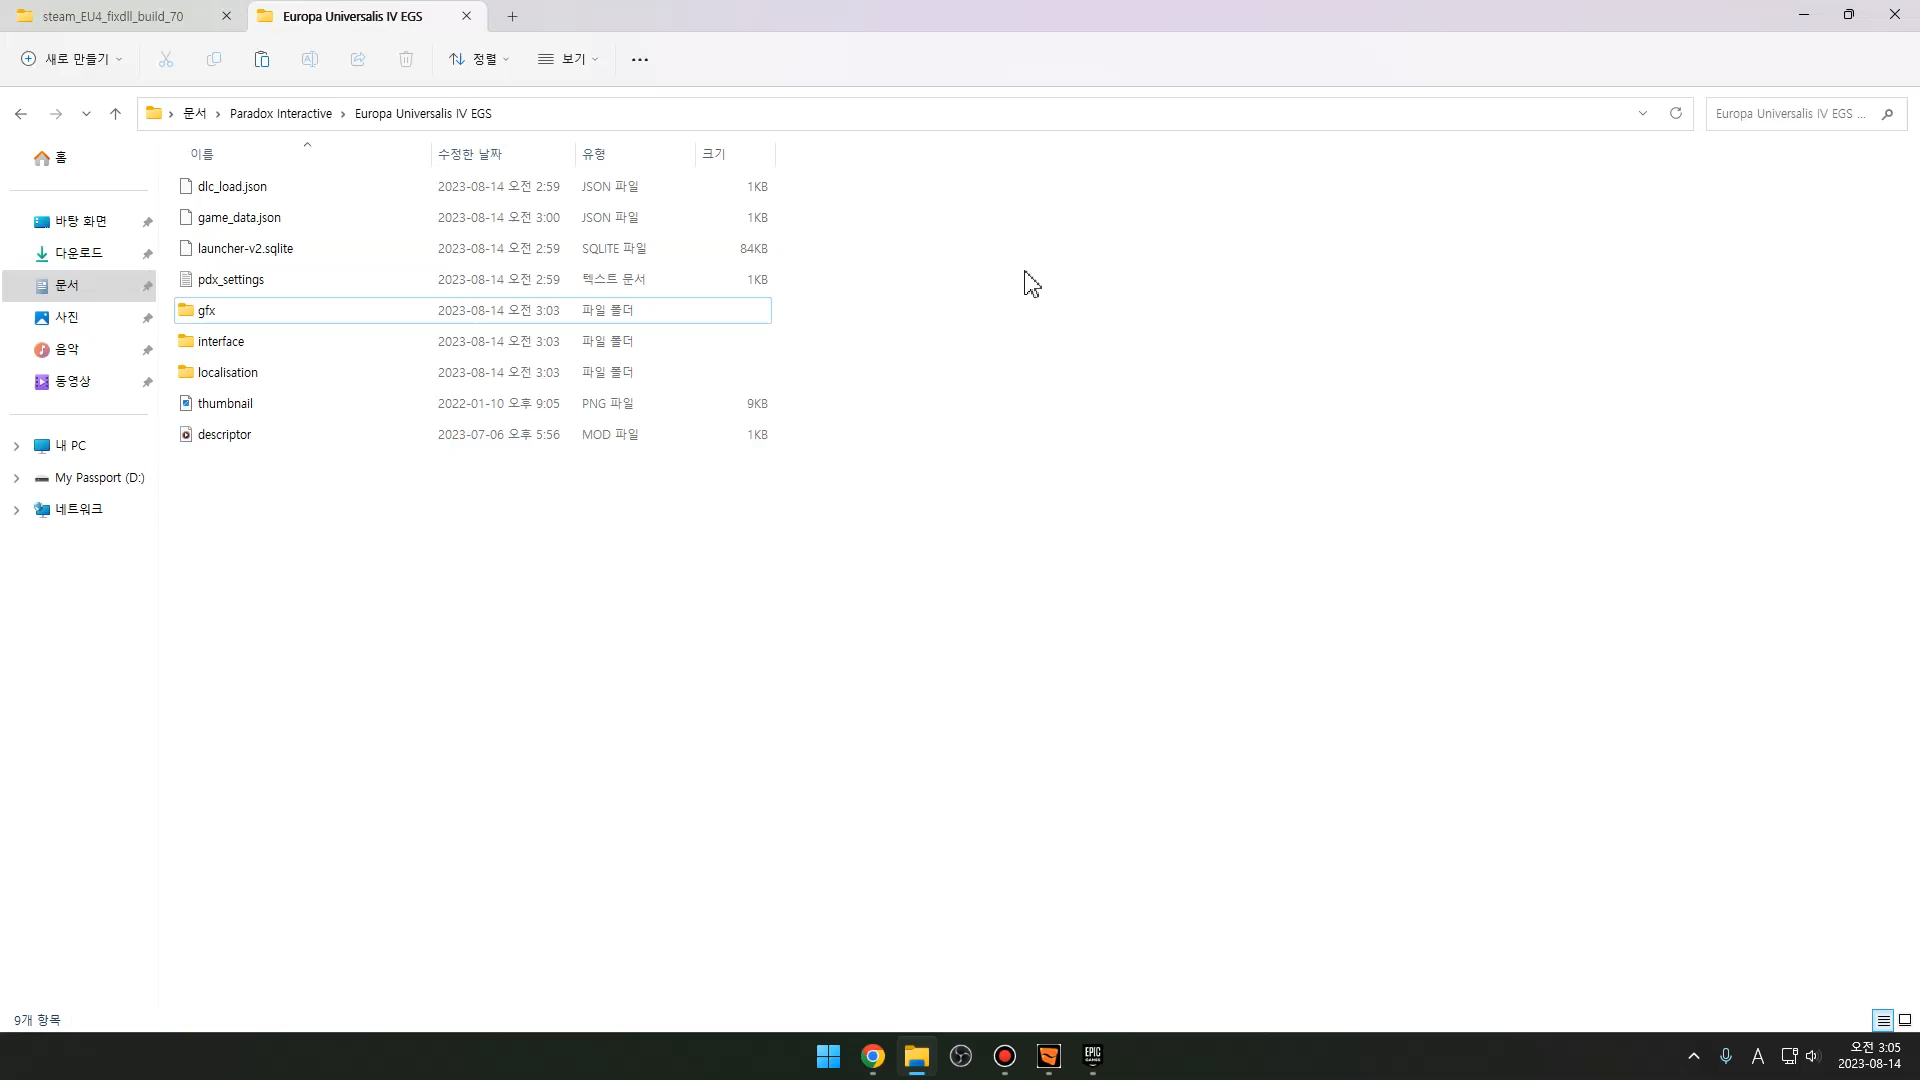 steam_EU4_fixdll_build_70
Europa Universalis IV EGS
새로 만들기
정렬
보기
문서 › Paradox Interactive › Europa Universalis IV EGS
Europa Universalis IV EGS ...
홈
바탕 화면
다운로드
문서
사진
음악
동영상
내 PC
My Passport (D:)
네트워크
이름 수정한 날짜 유형 크기
dlc_load.json 2023-08-14 오전 2:59 JSON 파일 1KB
game_data.json 2023-08-14 오전 3:00 JSON 파일 1KB
launcher-v2.sqlite 2023-08-14 오전 2:59 SQLITE 파일 84KB
pdx_settings 2023-08-14 오전 2:59 텍스트 문서 1KB
gfx 2023-08-14 오전 3:03 파일 폴더
interface 2023-08-14 오전 3:03 파일 폴더
localisation 2023-08-14 오전 3:03 파일 폴더
thumbnail 2022-01-10 오후 9:05 PNG 파일 9KB
descriptor 2023-07-06 오후 5:56 MOD 파일 1KB
9개 항목
EPIC
GAMES
A
오전 3:05
2023-08-14